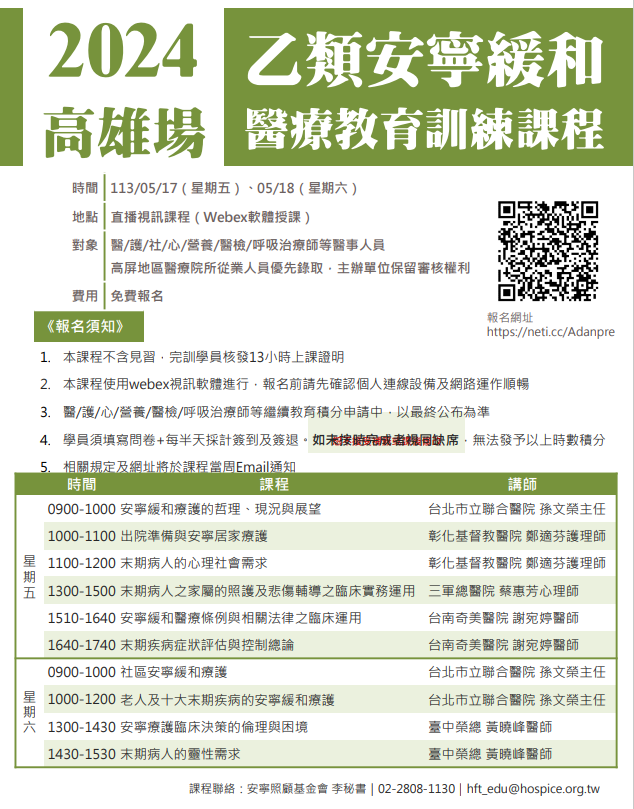 2024
高雄場
乙類安寧緩和
醫療教育訓練課程
時間 113/05/17（星期五）、05/18（星期六）
地點 直播視訊課程（Webex軟體授課）
對象 醫/護/社/心/營養/醫檢/呼吸治療師等醫事人員
高屏地區醫療院所從業人員優先錄取，主辦單位保留審核權利
費用 免費報名
報名網址
https://neti.cc/Adanpre
《報名須知》
1. 本課程不含見習，完訓學員核發13小時上課證明
2. 本課程使用webex視訊軟體進行，報名前請先確認個人連線設備及網路運作順暢
3. 醫/護/心/營養/醫檢/呼吸治療師等繼續教育積分申請中，以最終公布為準
4. 學員須填寫問卷+每半天採計簽到及簽退。如未按時完成者視同缺席，無法發予以上時數積分
5. 相關規定及網址將於課程當周Email通知
時間 課程 講師
星期五
0900-1000 安寧緩和療護的哲理、現況與展望 台北市立聯合醫院 孫文榮主任
1000-1100 出院準備與安寧居家療護 彰化基督教醫院 鄭適芬護理師
1100-1200 末期病人的心理社會需求 彰化基督教醫院 鄭適芬護理師
1300-1500 末期病人之家屬的照護及悲傷輔導之臨床實務運用 三軍總醫院 蔡惠芳心理師
1510-1640 安寧緩和醫療條例與相關法律之臨床運用 台南奇美醫院 謝宛婷醫師
1640-1740 末期疾病症狀評估與控制總論 台南奇美醫院 謝宛婷醫師
星期六
0900-1000 社區安寧緩和療護 台北市立聯合醫院 孫文榮主任
1000-1200 老人及十大末期疾病的安寧緩和療護 台北市立聯合醫院 孫文榮主任
1300-1430 安寧療護臨床決策的倫理與困境 臺中榮總 黃曉峰醫師
1430-1530 末期病人的靈性需求 臺中榮總 黃曉峰醫師
課程聯絡：安寧照顧基金會 李秘書 | 02-2808-1130 | hft_edu@hospice.org.tw